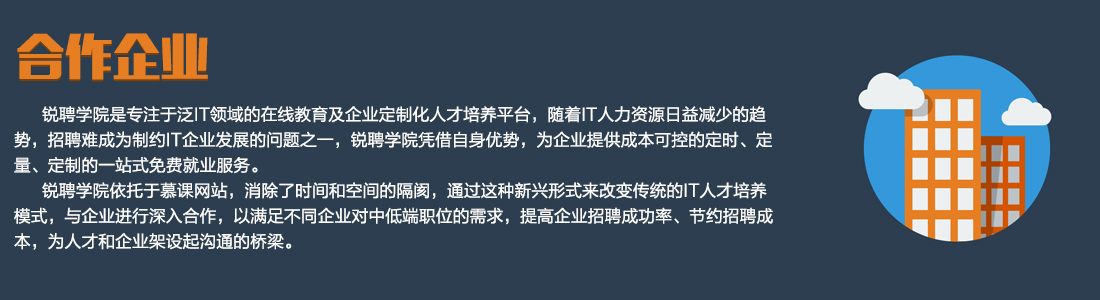 合作企业
锐聘学院是专注于泛IT领域的在线教育及企业定制化人才培养平台，随着IT人力资源日益减少的趋
势，招聘难成为制约IT企业发展的问题之一，锐聘学院凭借自身优势，为企业提供成本可控的定时、定
量、定制的一站式免费就业服务。
锐聘学院依托于慕课网站，消除了时间和空间的隔阂，通过这种新兴形式来改变传统的IT人才培养
模式，与企业进行深入合作，以满足不同企业对中低端职位的需求，提高企业招聘成功率、节约招聘成
本，为人才和企业架设起沟通的桥梁。